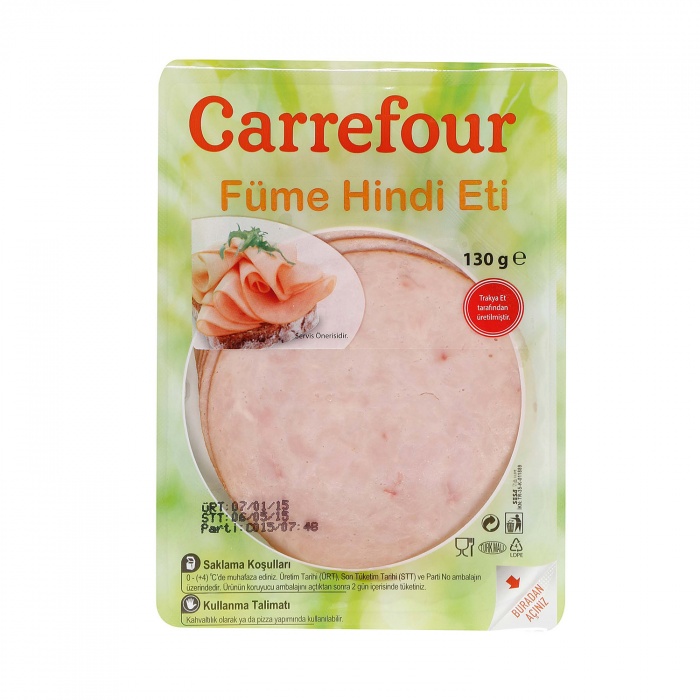 Carrefour
Füme Hindi Eti
130 g ℮
Trakya Et
tarafından
üretilmiştir.
Servis Önerisidir.
ÜRT:07/01/15
STT:06/05/15
Parti:C015/07:48
TÜRK MALI
LDPE
Saklama Koşulları
0 - (+4) °C'de muhafaza ediniz. Üretim Tarihi (ÜRT), Son Tüketim Tarihi (STT) ve Parti No ambalajın
üzerindedir. Ürünün koruyucu ambalajını açtıktan sonra 2 gün içerisinde tüketiniz.
Kullanma Talimatı
Kahvaltılık olarak ya da pizza yapımında kullanılabilir.
BURADAN
AÇINIZ